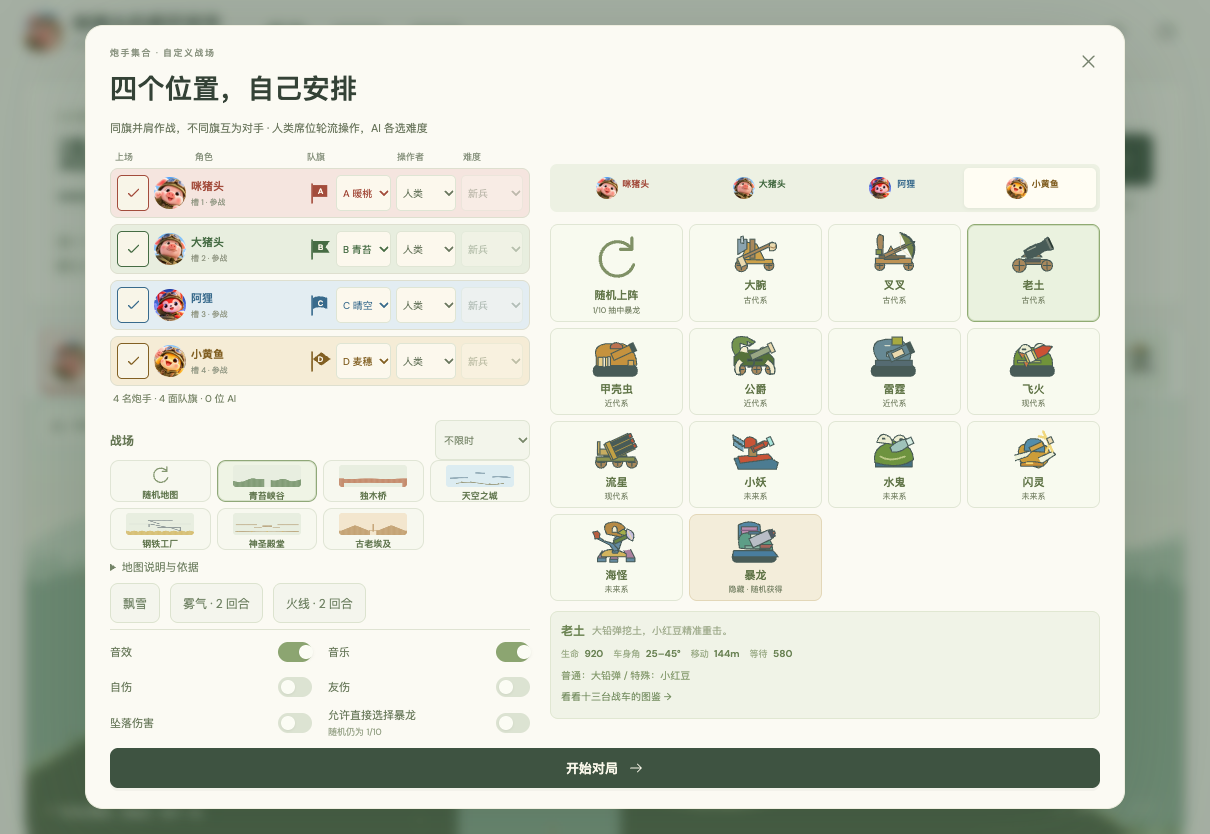 炮手集合 · 自定义战场
四个位置，自己安排
同旗并肩作战，不同旗互为对手 · 人类席位轮流操作，AI 各选难度
上场 角色 队旗 操作者 难度
咪猪头
槽 1 · 参战
A
A 暖桃
人类
新兵
大猪头
槽 2 · 参战
B
B 青苔
人类
新兵
阿狸
槽 3 · 参战
C
C 晴空
人类
新兵
小黄鱼
槽 4 · 参战
D
D 麦穗
人类
新兵
4 名炮手 · 4 面队旗 · 0 位 AI
战场
不限时
随机地图
青苔峡谷
独木桥
天空之城
钢铁工厂
神圣殿堂
古老埃及
地图说明与依据
飘雪
雾气 · 2 回合
火线 · 2 回合
音效
音乐
自伤
友伤
坠落伤害
允许直接选择暴龙
随机仍为 1/10
咪猪头
大猪头
阿狸
小黄鱼
随机上阵
1/10 抽中暴龙
大腕
古代系
叉叉
古代系
老土
古代系
甲壳虫
近代系
公爵
近代系
雷霆
近代系
飞火
现代系
流星
现代系
小妖
未来系
水鬼
未来系
闪灵
未来系
海怪
未来系
暴龙
隐藏 · 随机获得
老土 大铅弹挖土，小红豆精准重击。
生命 920 车身角 25–45° 移动 144m 等待 580
普通：大铅弹 / 特殊：小红豆
看看十三台战车的图鉴 →
开始对局 →